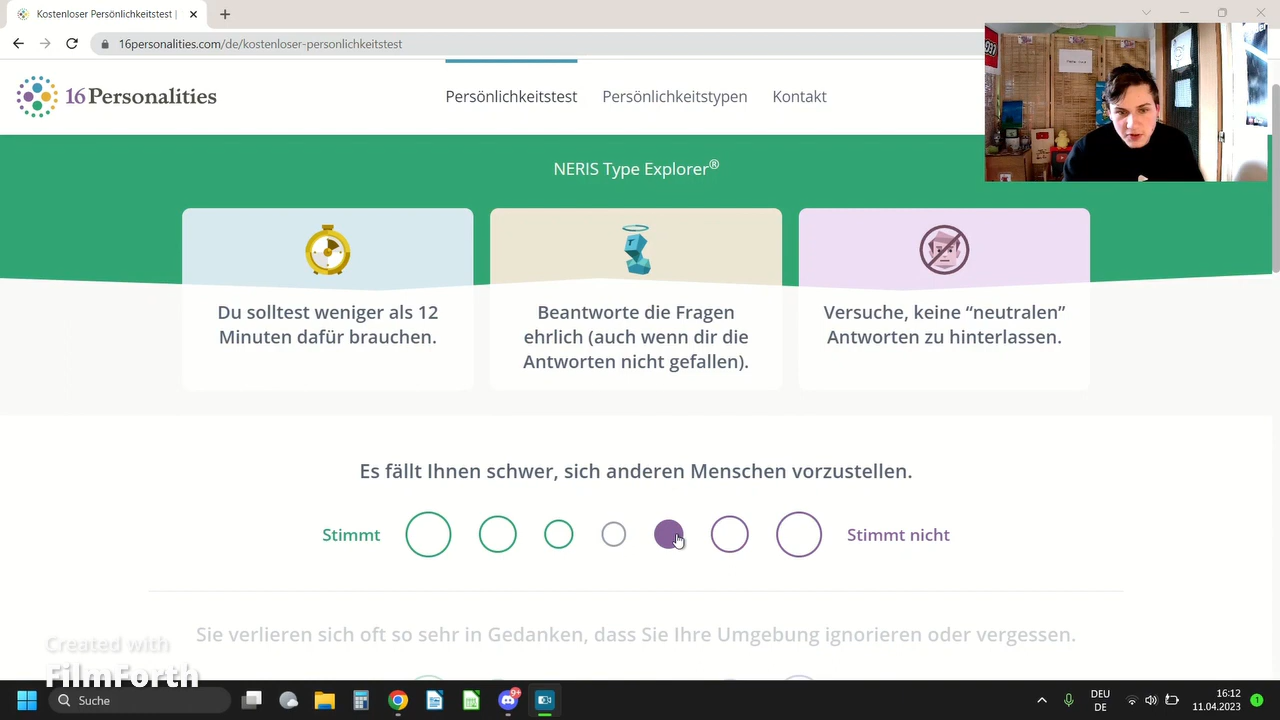 Kostenloser Persönlichkeitstest |
16personalities.com/de/kostenloser-personlichkeitstest
16Personalities
Persönlichkeitstest
Persönlichkeitstypen
Kontakt
NERIS Type Explorer®
Du solltest weniger als 12
Minuten dafür brauchen.
Beantworte die Fragen
ehrlich (auch wenn dir die
Antworten nicht gefallen).
Versuche, keine “neutralen”
Antworten zu hinterlassen.
Es fällt Ihnen schwer, sich anderen Menschen vorzustellen.
Stimmt
Stimmt nicht
Sie verlieren sich oft so sehr in Gedanken, dass Sie Ihre Umgebung ignorieren oder vergessen.
Created with
FilmForth
Suche
9+
DEU
DE
16:12
11.04.2023
1